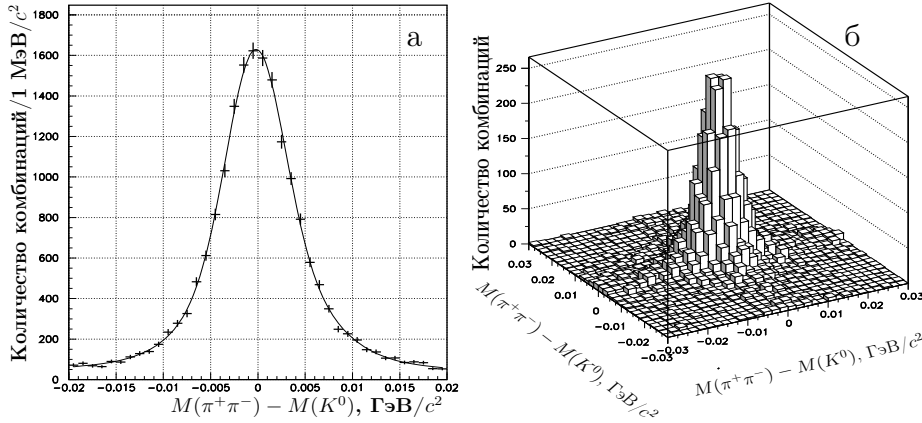 Количество комбинаций/1 МэВ/c²
1800
1600
1400
1200
1000
800
600
400
200
0
а
-0.02 -0.015 -0.01 -0.005 0 0.005 0.01 0.015 0.02
M(π⁺π⁻) − M(K⁰), ГэВ/c²
Количество комбинаций
250
200
150
100
50
0
б
0.03
0.02
0.01
0
-0.01
-0.02
-0.03
M(π⁺π⁻) − M(K⁰), ГэВ/c²
-0.03 -0.02 -0.01 0 0.01 0.02 0.03
M(π⁺π⁻) − M(K⁰), ГэВ/c²